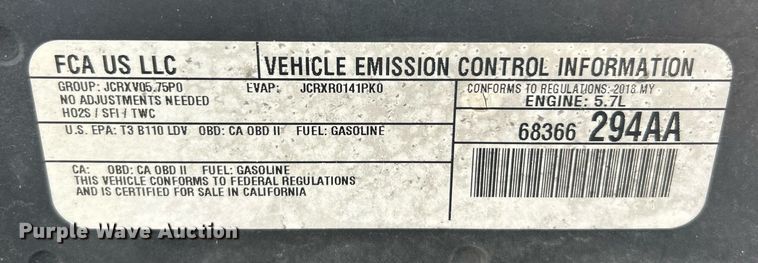 FCA US LLC
VEHICLE EMISSION CONTROL INFORMATION
GROUP: JCRXV05.75P0 EVAP: JCRXR0141PK0
NO ADJUSTMENTS NEEDED
HO2S / SFI / TWC
CONFORMS TO REGULATIONS: 2018 MY
ENGINE: 5.7L
U.S. EPA: T3 B110 LDV OBD: CA OBD II FUEL: GASOLINE
68366 294AA
CA: OBD: CA OBD II FUEL: GASOLINE
THIS VEHICLE CONFORMS TO FEDERAL REGULATIONS
AND IS CERTIFIED FOR SALE IN CALIFORNIA
Purple Wave Auction